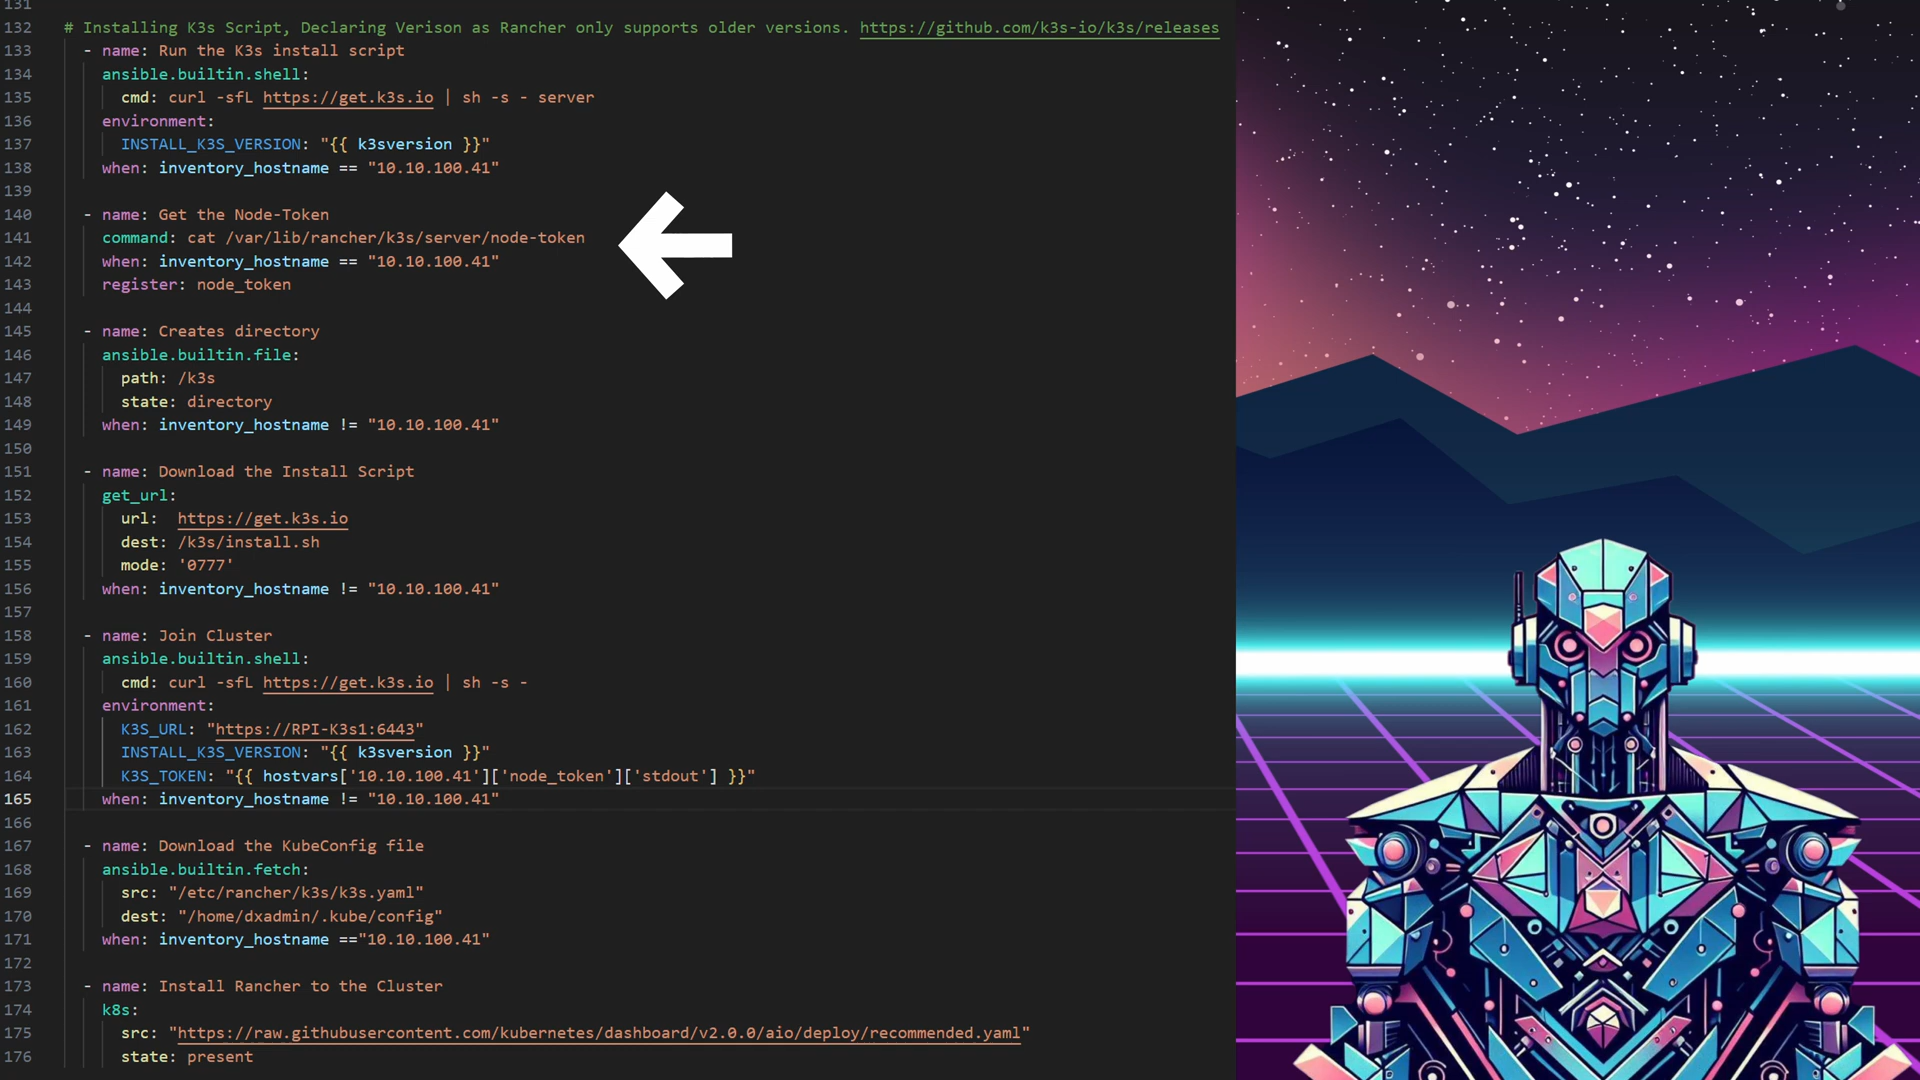 131
132 # Installing K3s Script, Declaring Verison as Rancher only supports older versions. https://github.com/k3s-io/k3s/releases
133 - name: Run the K3s install script
134 ansible.builtin.shell:
135 cmd: curl -sfL https://get.k3s.io | sh -s - server
136 environment:
137 INSTALL_K3S_VERSION: "{{ k3sversion }}"
138 when: inventory_hostname == "10.10.100.41"
139
140 - name: Get the Node-Token
141 command: cat /var/lib/rancher/k3s/server/node-token
142 when: inventory_hostname == "10.10.100.41"
143 register: node_token
144
145 - name: Creates directory
146 ansible.builtin.file:
147 path: /k3s
148 state: directory
149 when: inventory_hostname != "10.10.100.41"
150
151 - name: Download the Install Script
152 get_url:
153 url:  https://get.k3s.io
154 dest: /k3s/install.sh
155 mode: '0777'
156 when: inventory_hostname != "10.10.100.41"
157
158 - name: Join Cluster
159 ansible.builtin.shell:
160 cmd: curl -sfL https://get.k3s.io | sh -s -
161 environment:
162 K3S_URL: "https://RPI-K3s1:6443"
163 INSTALL_K3S_VERSION: "{{ k3sversion }}"
164 K3S_TOKEN: "{{ hostvars['10.10.100.41']['node_token']['stdout'] }}"
165 when: inventory_hostname != "10.10.100.41"
166
167 - name: Download the KubeConfig file
168 ansible.builtin.fetch:
169 src: "/etc/rancher/k3s/k3s.yaml"
170 dest: "/home/dxadmin/.kube/config"
171 when: inventory_hostname =="10.10.100.41"
172
173 - name: Install Rancher to the Cluster
174 k8s:
175 src: "https://raw.githubusercontent.com/kubernetes/dashboard/v2.0.0/aio/deploy/recommended.yaml"
176 state: present